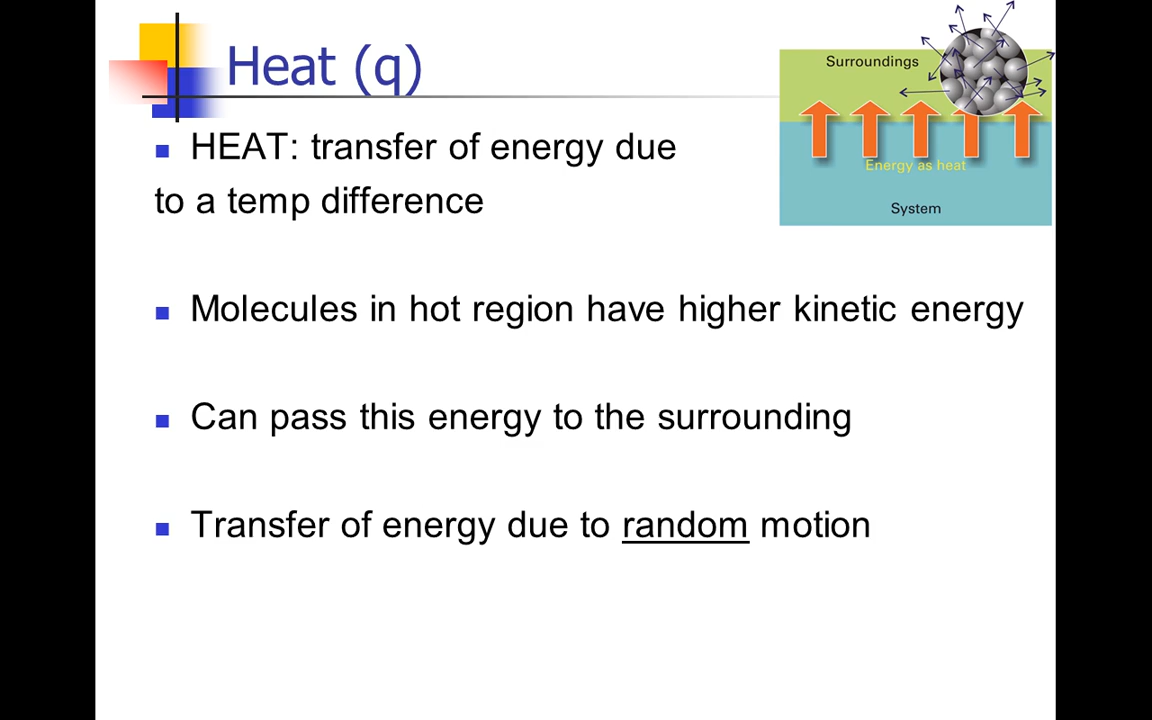 Heat (q)
Surroundings
Energy as heat
System
HEAT: transfer of energy due
to a temp difference
Molecules in hot region have higher kinetic energy
Can pass this energy to the surrounding
Transfer of energy due to random motion